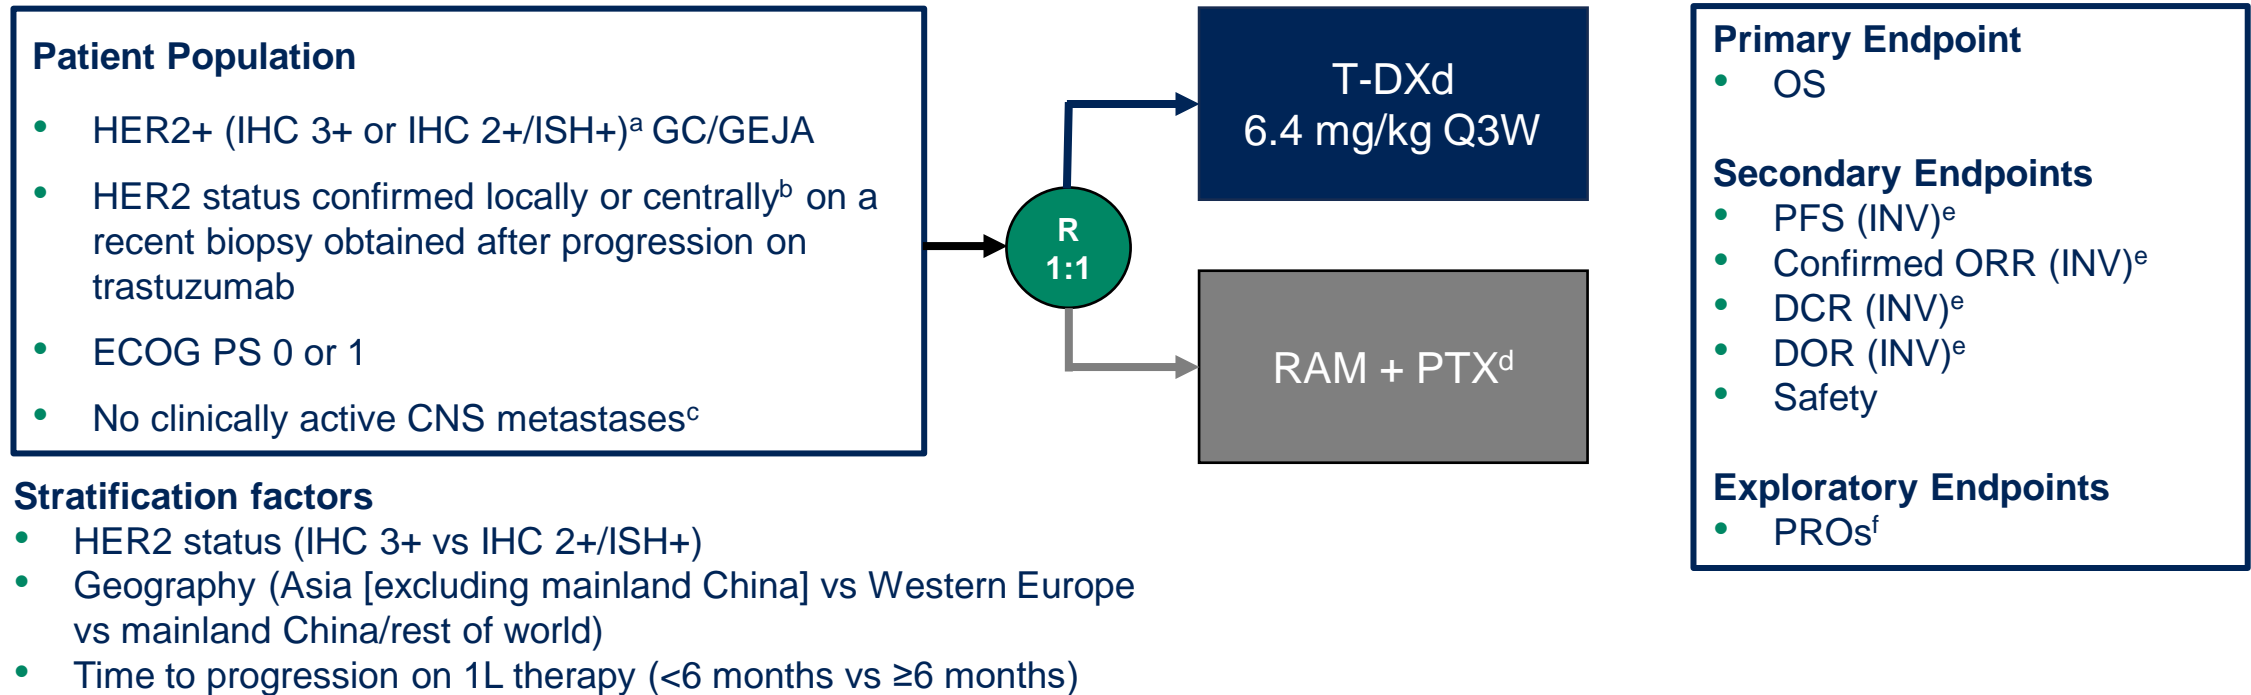 Patient Population
• HER2+ (IHC 3+ or IHC 2+/ISH+)ᵃ GC/GEJA
• HER2 status confirmed locally or centrallyᵇ on a
recent biopsy obtained after progression on
trastuzumab
• ECOG PS 0 or 1
• No clinically active CNS metastasesᶜ
R
1:1
T-DXd
6.4 mg/kg Q3W
RAM + PTXᵈ
Primary Endpoint
• OS
Secondary Endpoints
• PFS (INV)ᵉ
• Confirmed ORR (INV)ᵉ
• DCR (INV)ᵉ
• DOR (INV)ᵉ
• Safety
Exploratory Endpoints
• PROsᶠ
Stratification factors
• HER2 status (IHC 3+ vs IHC 2+/ISH+)
• Geography (Asia [excluding mainland China] vs Western Europe
vs mainland China/rest of world)
• Time to progression on 1L therapy (<6 months vs ≥6 months)